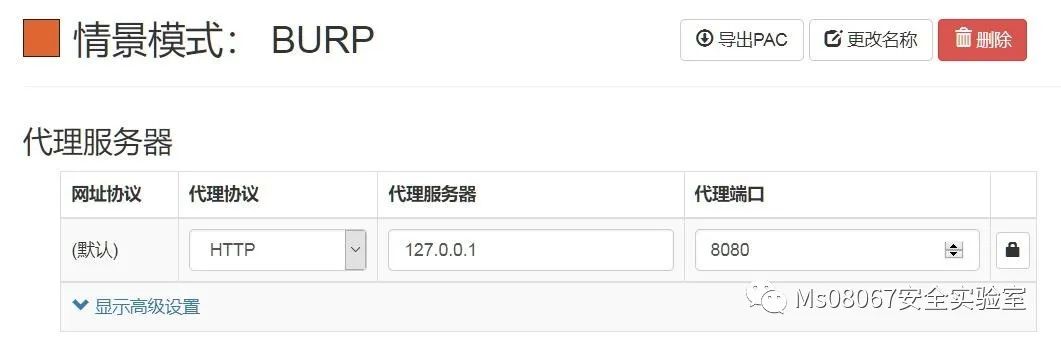 情景模式： BURP
导出PAC 更改名称 删除
代理服务器
网址协议 代理协议 代理服务器 代理端口
(默认) HTTP 127.0.0.1 8080
显示高级设置
Ms08067安全实验室